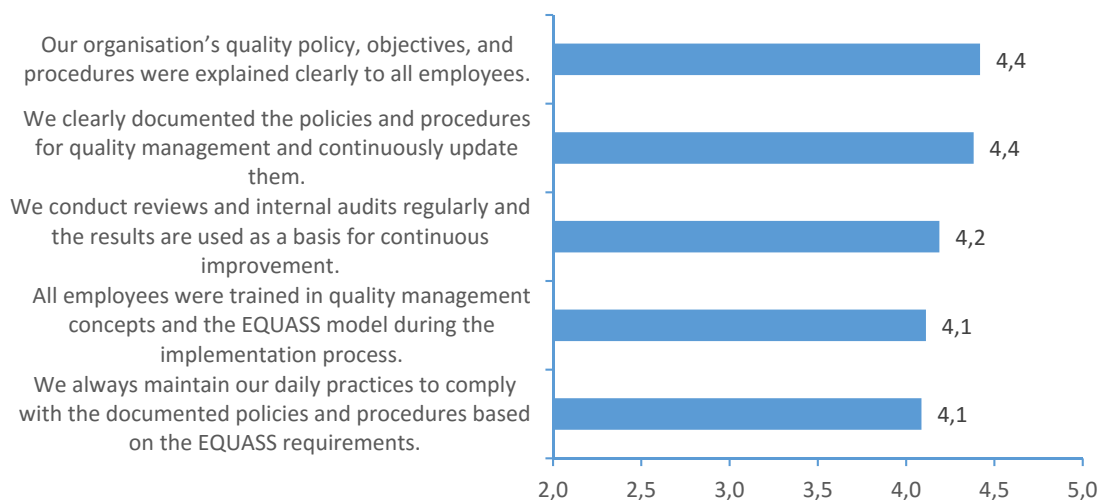 Our organisation’s quality policy, objectives, and
procedures were explained clearly to all employees.
4,4
We clearly documented the policies and procedures
for quality management and continuously update
them.
4,4
We conduct reviews and internal audits regularly and
the results are used as a basis for continuous
improvement.
4,2
All employees were trained in quality management
concepts and the EQUASS model during the
implementation process.
4,1
We always maintain our daily practices to comply
with the documented policies and procedures based
on the EQUASS requirements.
4,1
2,0 2,5 3,0 3,5 4,0 4,5 5,0